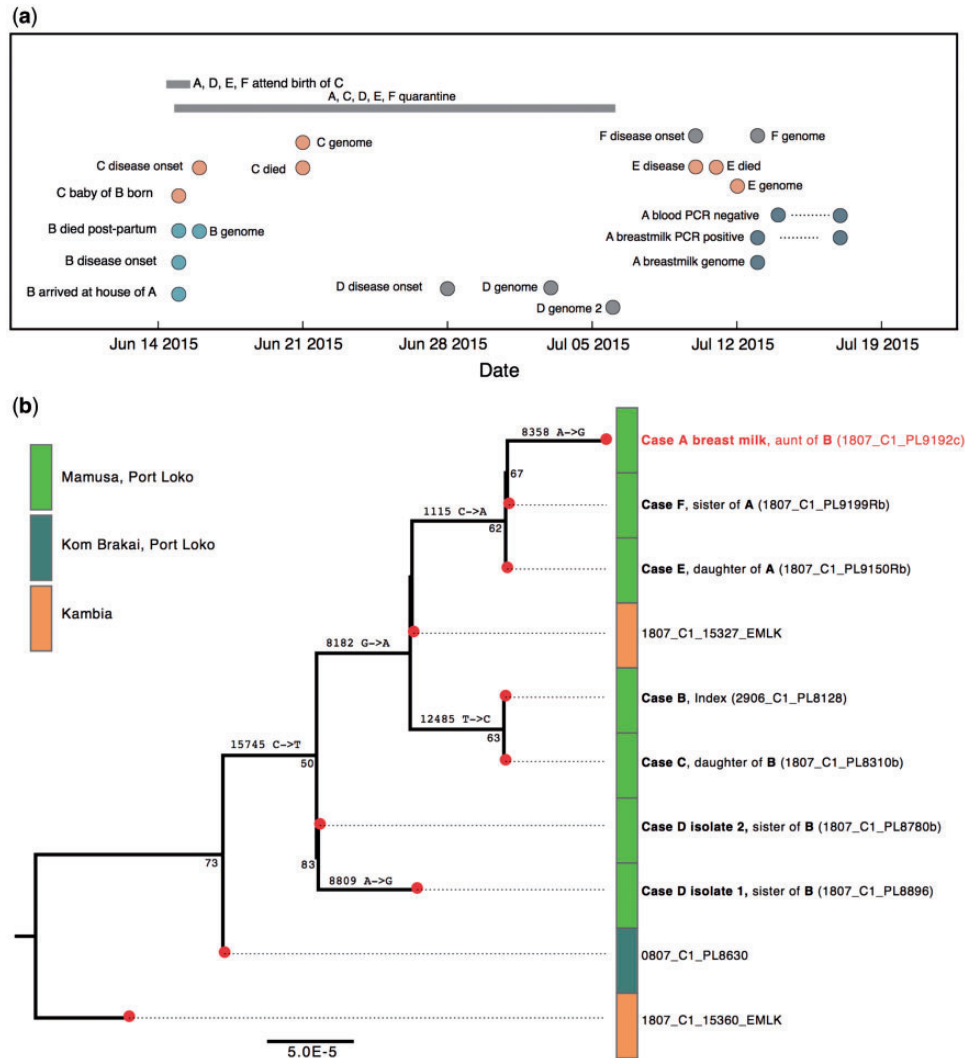 (a)
A, D, E, F attend birth of C
A, C, D, E, F quarantine
C genome
F disease onset
F genome
C disease onset
C died
E disease
E died
E genome
C baby of B born
A blood PCR negative
B died post-partum
B genome
A breastmilk PCR positive
B disease onset
A breastmilk genome
B arrived at house of A
D disease onset
D genome
D genome 2
Jun 14 2015
Jun 21 2015
Jun 28 2015
Jul 05 2015
Jul 12 2015
Jul 19 2015
Date
(b)
Mamusa, Port Loko
Kom Brakai, Port Loko
Kambia
8358 A->G
Case A breast milk, aunt of B (1807_C1_PL9192c)
67
Case F, sister of A (1807_C1_PL9199Rb)
1115 C->A
62
Case E, daughter of A (1807_C1_PL9150Rb)
1807_C1_15327_EMLK
8182 G->A
Case B, Index (2906_C1_PL8128)
12485 T->C
63
Case C, daughter of B (1807_C1_PL8310b)
15745 C->T
50
Case D isolate 2, sister of B (1807_C1_PL8780b)
73
83
8809 A->G
Case D isolate 1, sister of B (1807_C1_PL8896)
0807_C1_PL8630
1807_C1_15360_EMLK
5.0E-5